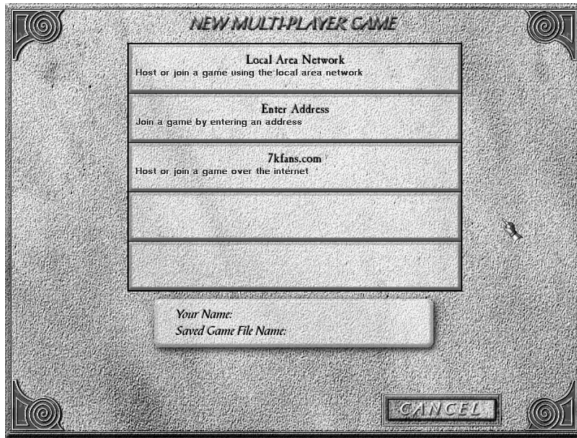 NEW MULTI-PLAYER GAME
Local Area Network
Host or join a game using the local area network
Enter Address
Join a game by entering an address
7kfans.com
Host or join a game over the internet
Your Name:
Saved Game File Name:
CANCEL